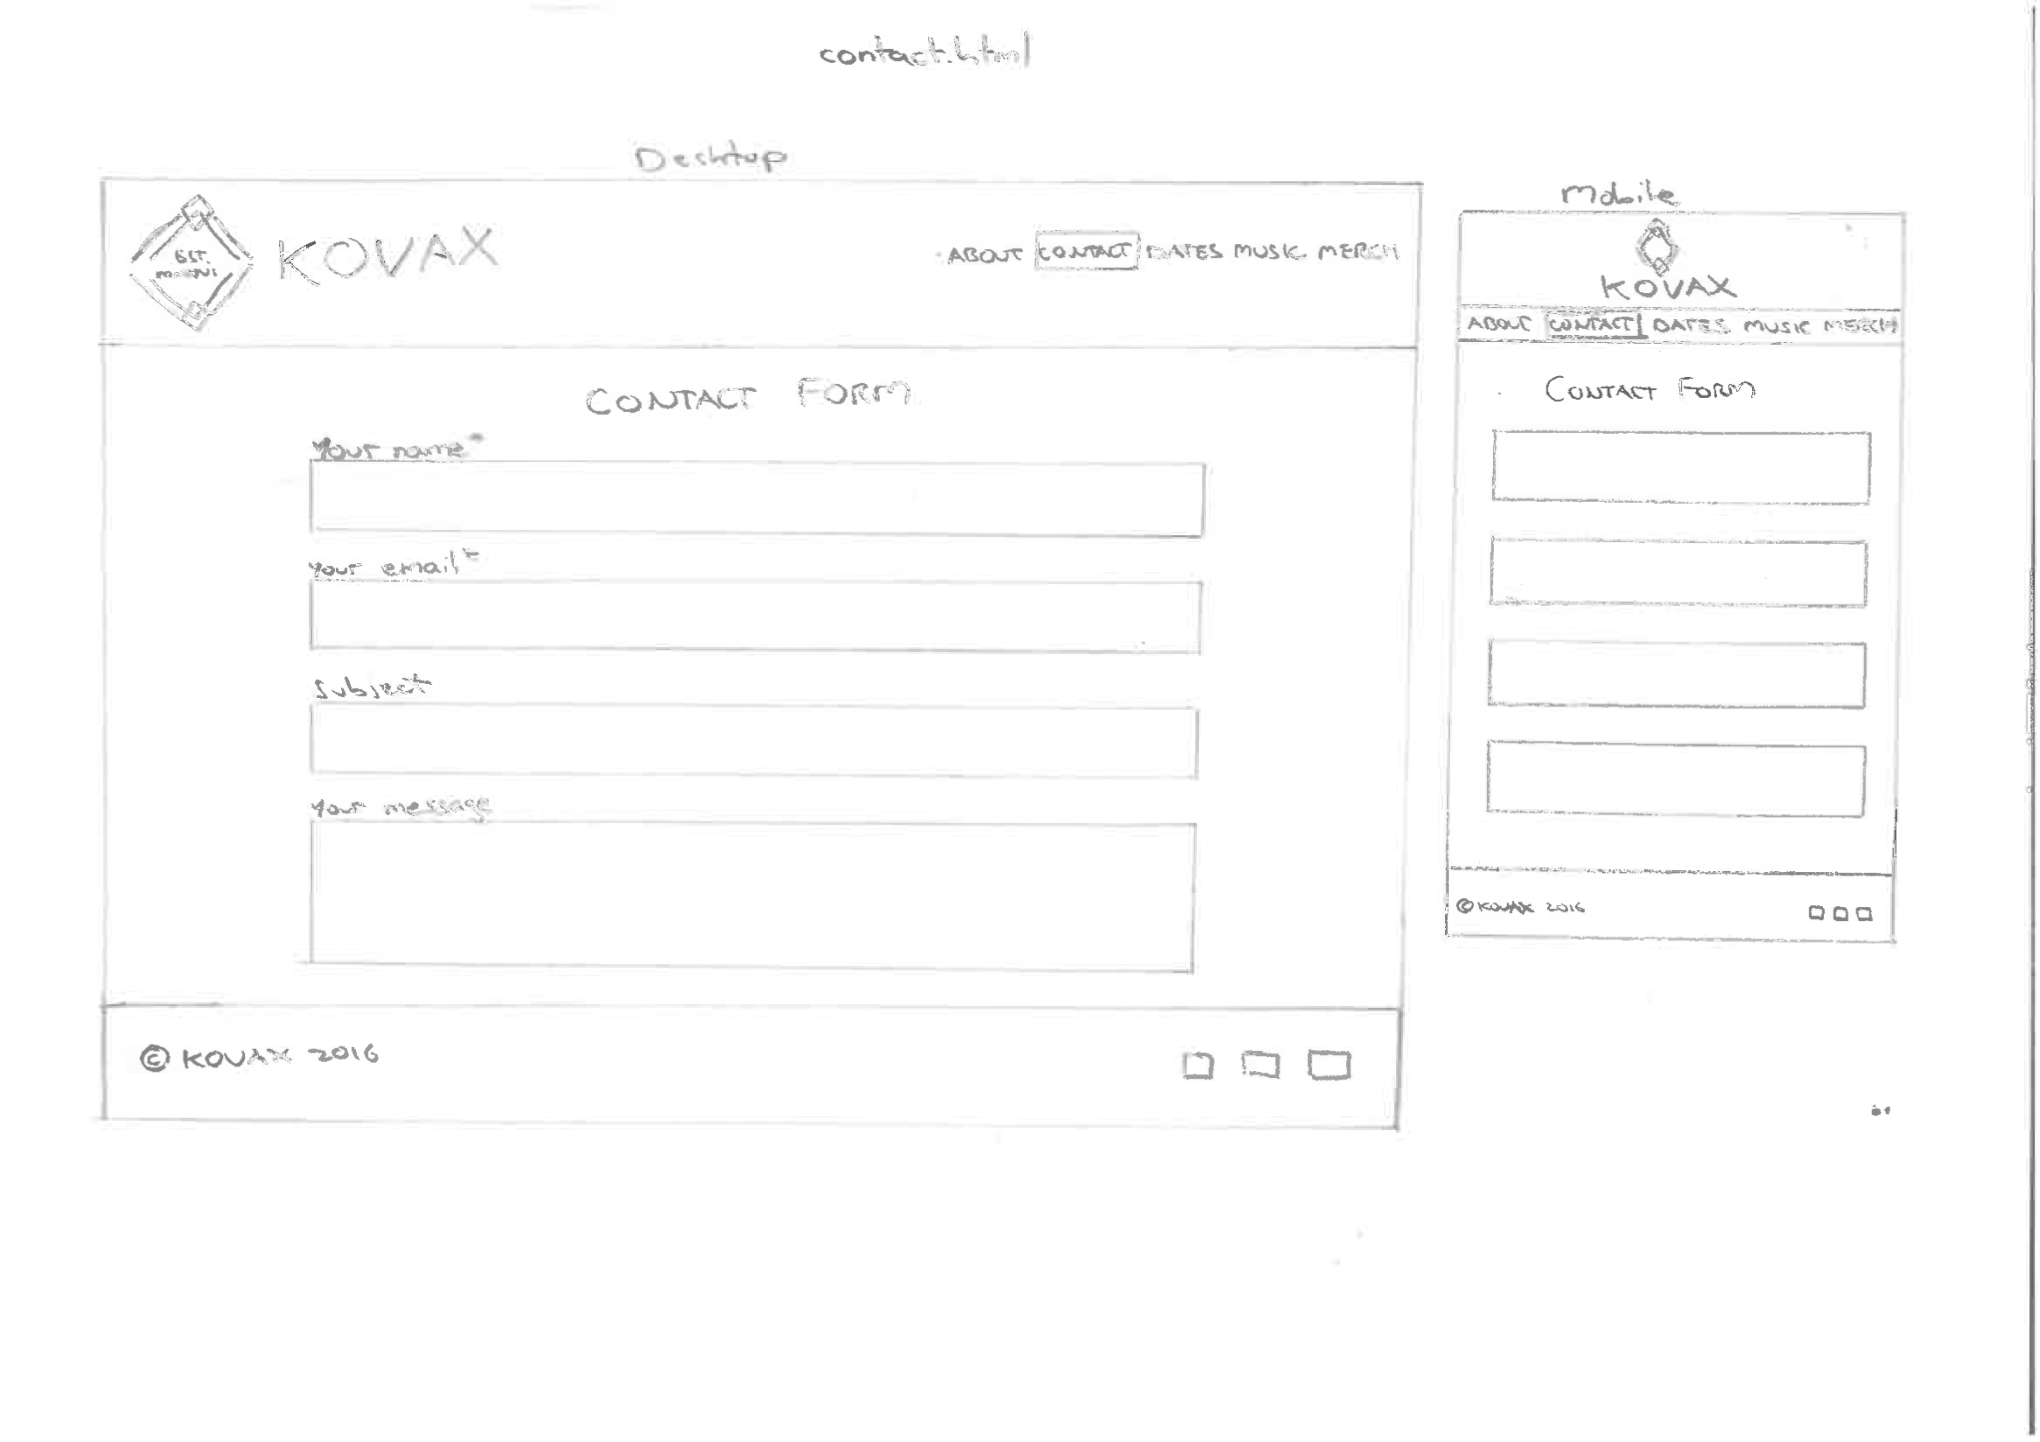 contact.html
Desktop
EST.
KOVAX
ABOUT CONTACT DATES MUSIC MERCH
CONTACT FORM
Your name*
Your email*
Subject
Your message
© KOVAX 2016
Mobile
KOVAX
ABOUT CONTACT DATES MUSIC MERCH
CONTACT FORM
© KOVAX 2016